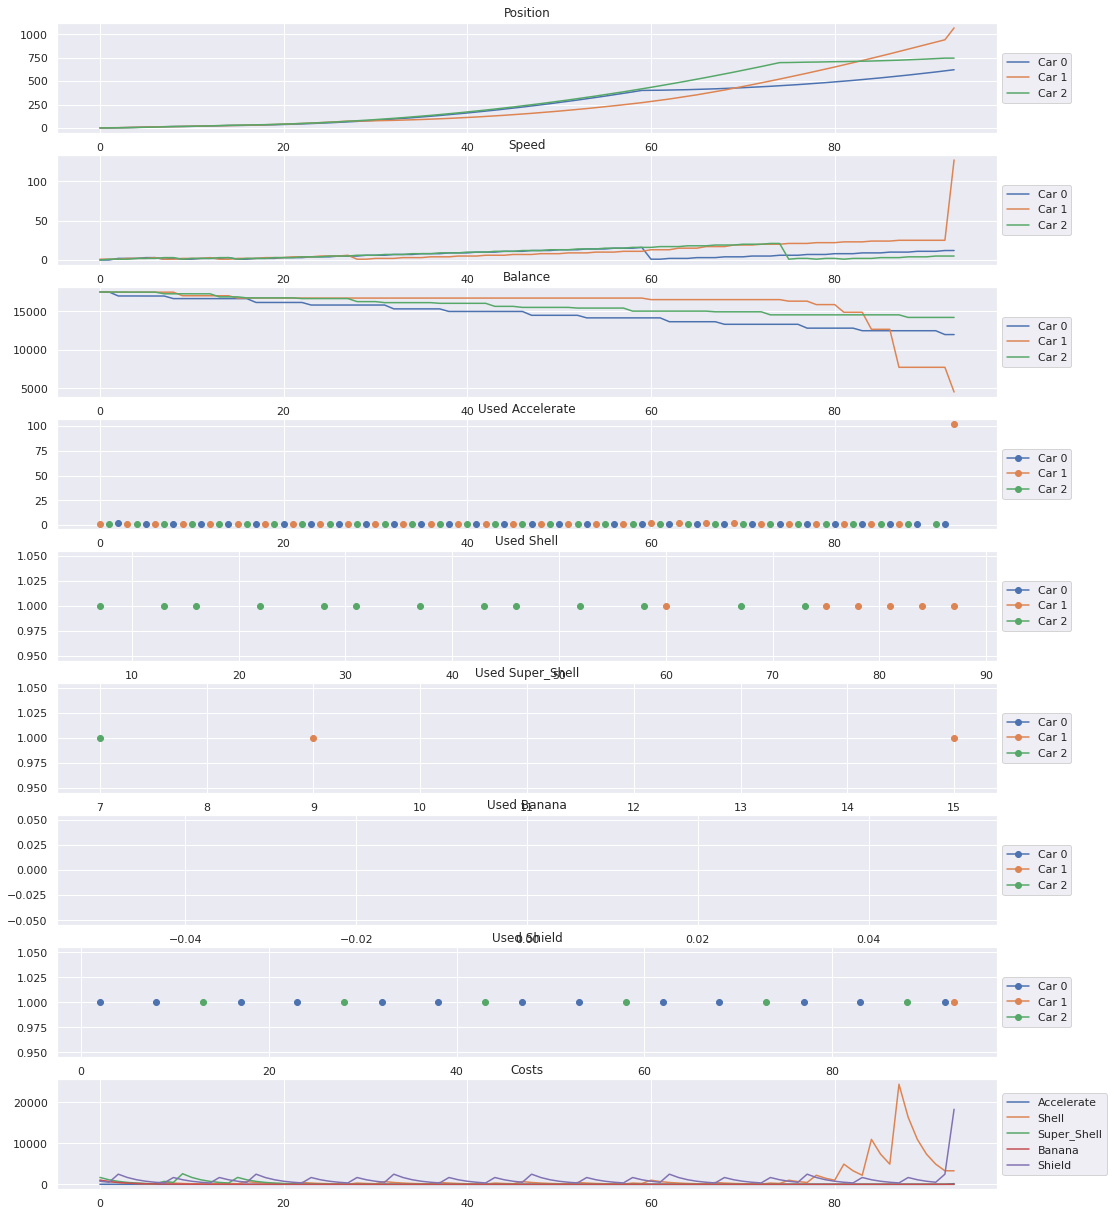 Position
1000
750
500
250
0
0 20 40 60 80
Car 0
Car 1
Car 2
Speed
100
50
0
0 20 40 60 80
Car 0
Car 1
Car 2
Balance
15000
10000
5000
0 20 40 60 80
Car 0
Car 1
Car 2
Used Accelerate
100
75
50
25
0
0 20 40 60 80
Car 0
Car 1
Car 2
Used Shell
1.050
1.025
1.000
0.975
0.950
10 20 30 40 50 60 70 80 90
Car 0
Car 1
Car 2
Used Super_Shell
1.050
1.025
1.000
0.975
0.950
7 8 9 10 11 12 13 14 15
Car 0
Car 1
Car 2
Used Banana
0.050
0.025
0.000
−0.025
−0.050
−0.04 −0.02 0.00 0.02 0.04
Car 0
Car 1
Car 2
Used Shield
1.050
1.025
1.000
0.975
0.950
0 20 40 60 80
Car 0
Car 1
Car 2
Costs
20000
10000
0
0 20 40 60 80
Accelerate
Shell
Super_Shell
Banana
Shield